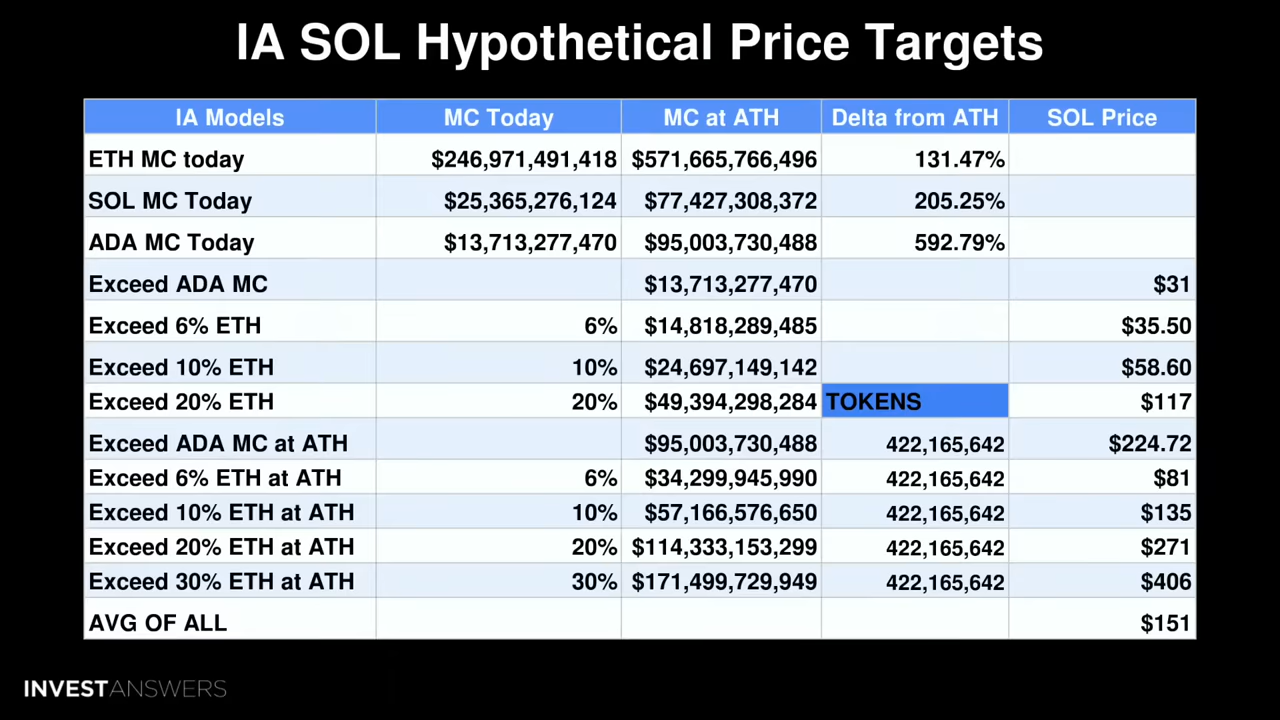 IA SOL Hypothetical Price Targets
IA Models MC Today MC at ATH Delta from ATH SOL Price
ETH MC today $246,971,491,418 $571,665,766,496 131.47%
SOL MC Today $25,365,276,124 $77,427,308,372 205.25%
ADA MC Today $13,713,277,470 $95,003,730,488 592.79%
Exceed ADA MC $13,713,277,470 $31
Exceed 6% ETH 6% $14,818,289,485 $35.50
Exceed 10% ETH 10% $24,697,149,142 $58.60
Exceed 20% ETH 20% $49,394,298,284 TOKENS $117
Exceed ADA MC at ATH $95,003,730,488 422,165,642 $224.72
Exceed 6% ETH at ATH 6% $34,299,945,990 422,165,642 $81
Exceed 10% ETH at ATH 10% $57,166,576,650 422,165,642 $135
Exceed 20% ETH at ATH 20% $114,333,153,299 422,165,642 $271
Exceed 30% ETH at ATH 30% $171,499,729,949 422,165,642 $406
AVG OF ALL $151
INVESTANSWERS